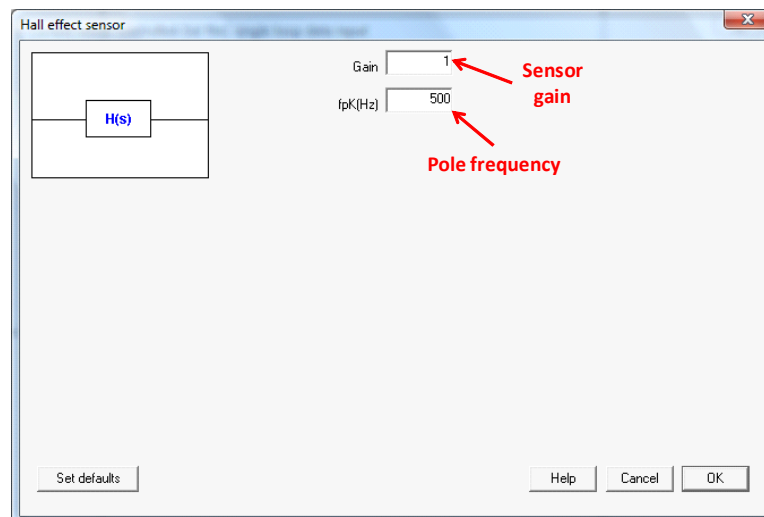 Hall effect sensor
Gain 1
Sensor
gain
H(s)
fpK(Hz) 500
Pole frequency
Set defaults
Help Cancel OK